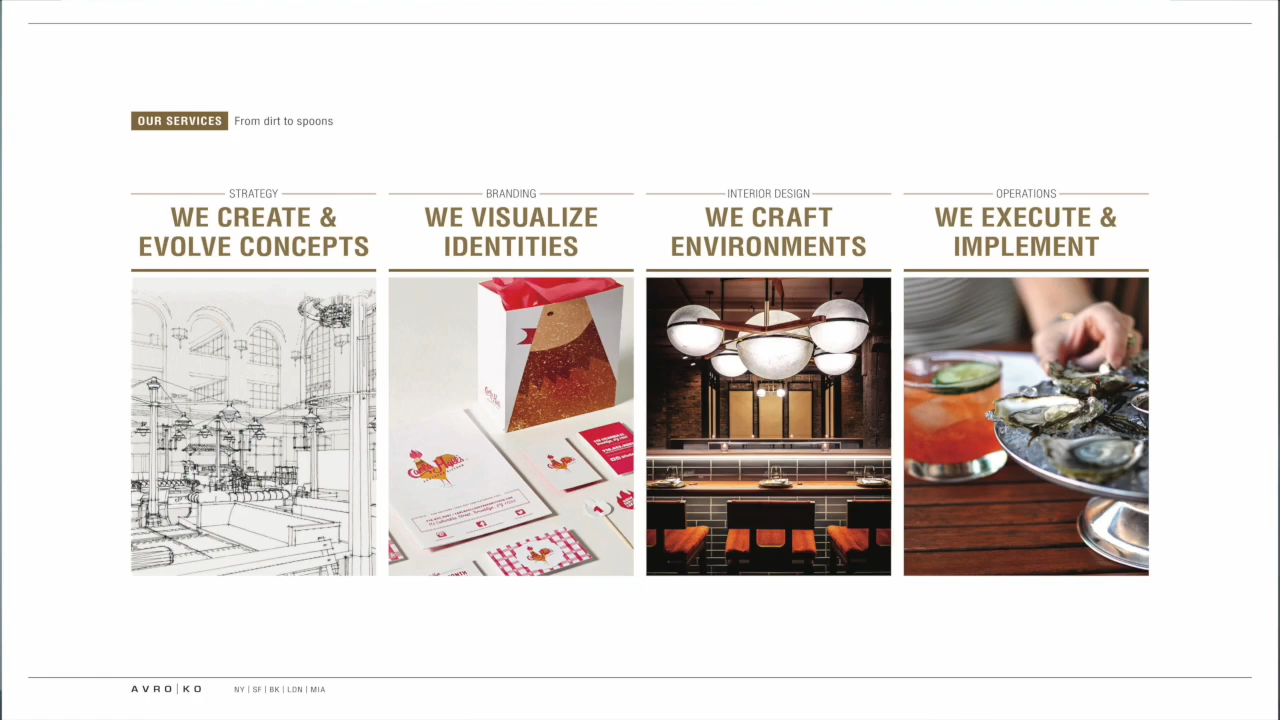 OUR SERVICES From dirt to spoons
STRATEGY
WE CREATE &
EVOLVE CONCEPTS
BRANDING
WE VISUALIZE
IDENTITIES
INTERIOR DESIGN
WE CRAFT
ENVIRONMENTS
OPERATIONS
WE EXECUTE &
IMPLEMENT
AVRO|KO NY | SF | BK | LDN | MIA